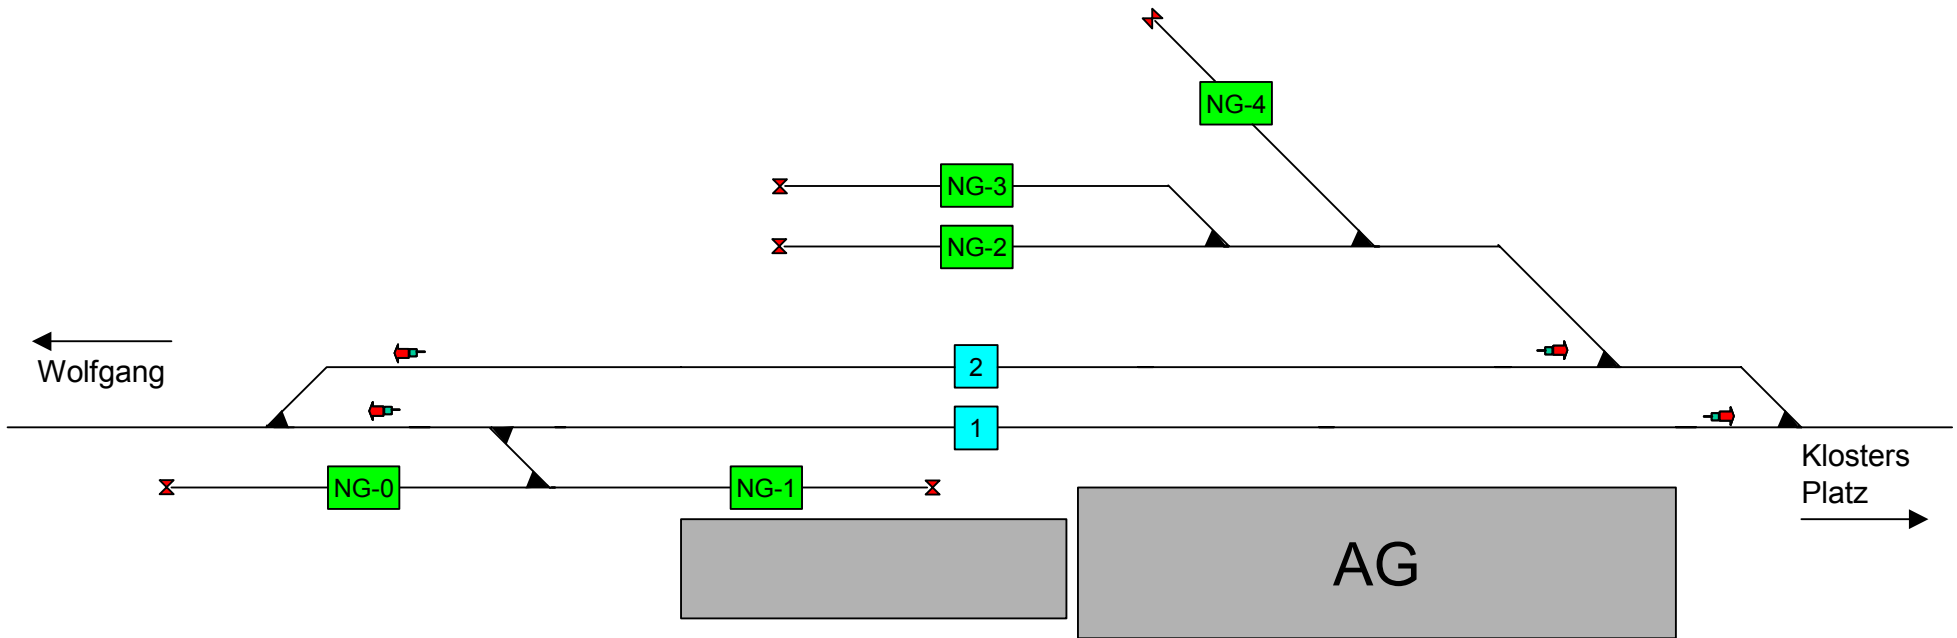 NG-4
NG-3
NG-2
Wolfgang
2
1
Klosters
Platz
NG-0
NG-1
AG